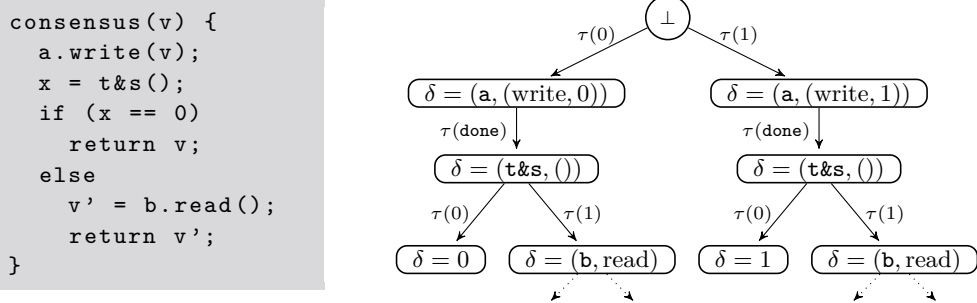 consensus(v) {
a.write(v);
x = t&s();
if (x == 0)
return v;
else
v' = b.read();
return v';
}
⊥
τ(0) τ(1)
δ = (a, (write, 0)) δ = (a, (write, 1))
τ(done) τ(done)
δ = (t&s, ()) δ = (t&s, ())
τ(0) τ(1) τ(0) τ(1)
δ = 0 δ = (b, read) δ = 1 δ = (b, read)